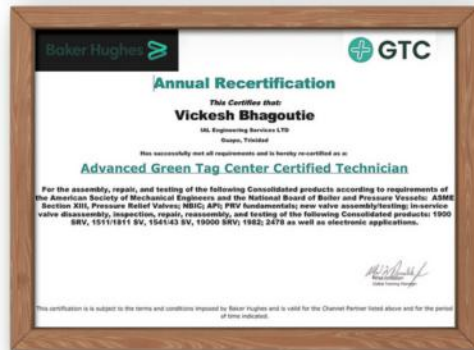 Baker Hughes
GTC
Annual Recertification
This Certifies that:
Vickesh Bhagoutie
IAL Engineering Services LTD
Guapo, Trinidad
Has successfully met all requirements and is hereby re-certified as a:
Advanced Green Tag Center Certified Technician
For the assembly, repair, and testing of the following Consolidated products according to requirements of
the American Society of Mechanical Engineers and the National Board of Boiler and Pressure Vessels: ASME
Section XIII, Pressure Relief Valves; NBIC; API; PRV fundamentals; new valve assembly/testing; in-service
valve disassembly, inspection, repair, reassembly, and testing of the following Consolidated products: 1900
SRV, 1511/1811 SV, 1541/43 SV, 19000 SRV; 1982; 2478 as well as electronic applications.
Global Training Manager
This certification is subject to the terms and conditions imposed by Baker Hughes and is valid for the Channel Partner listed above and for the period
of time indicated.